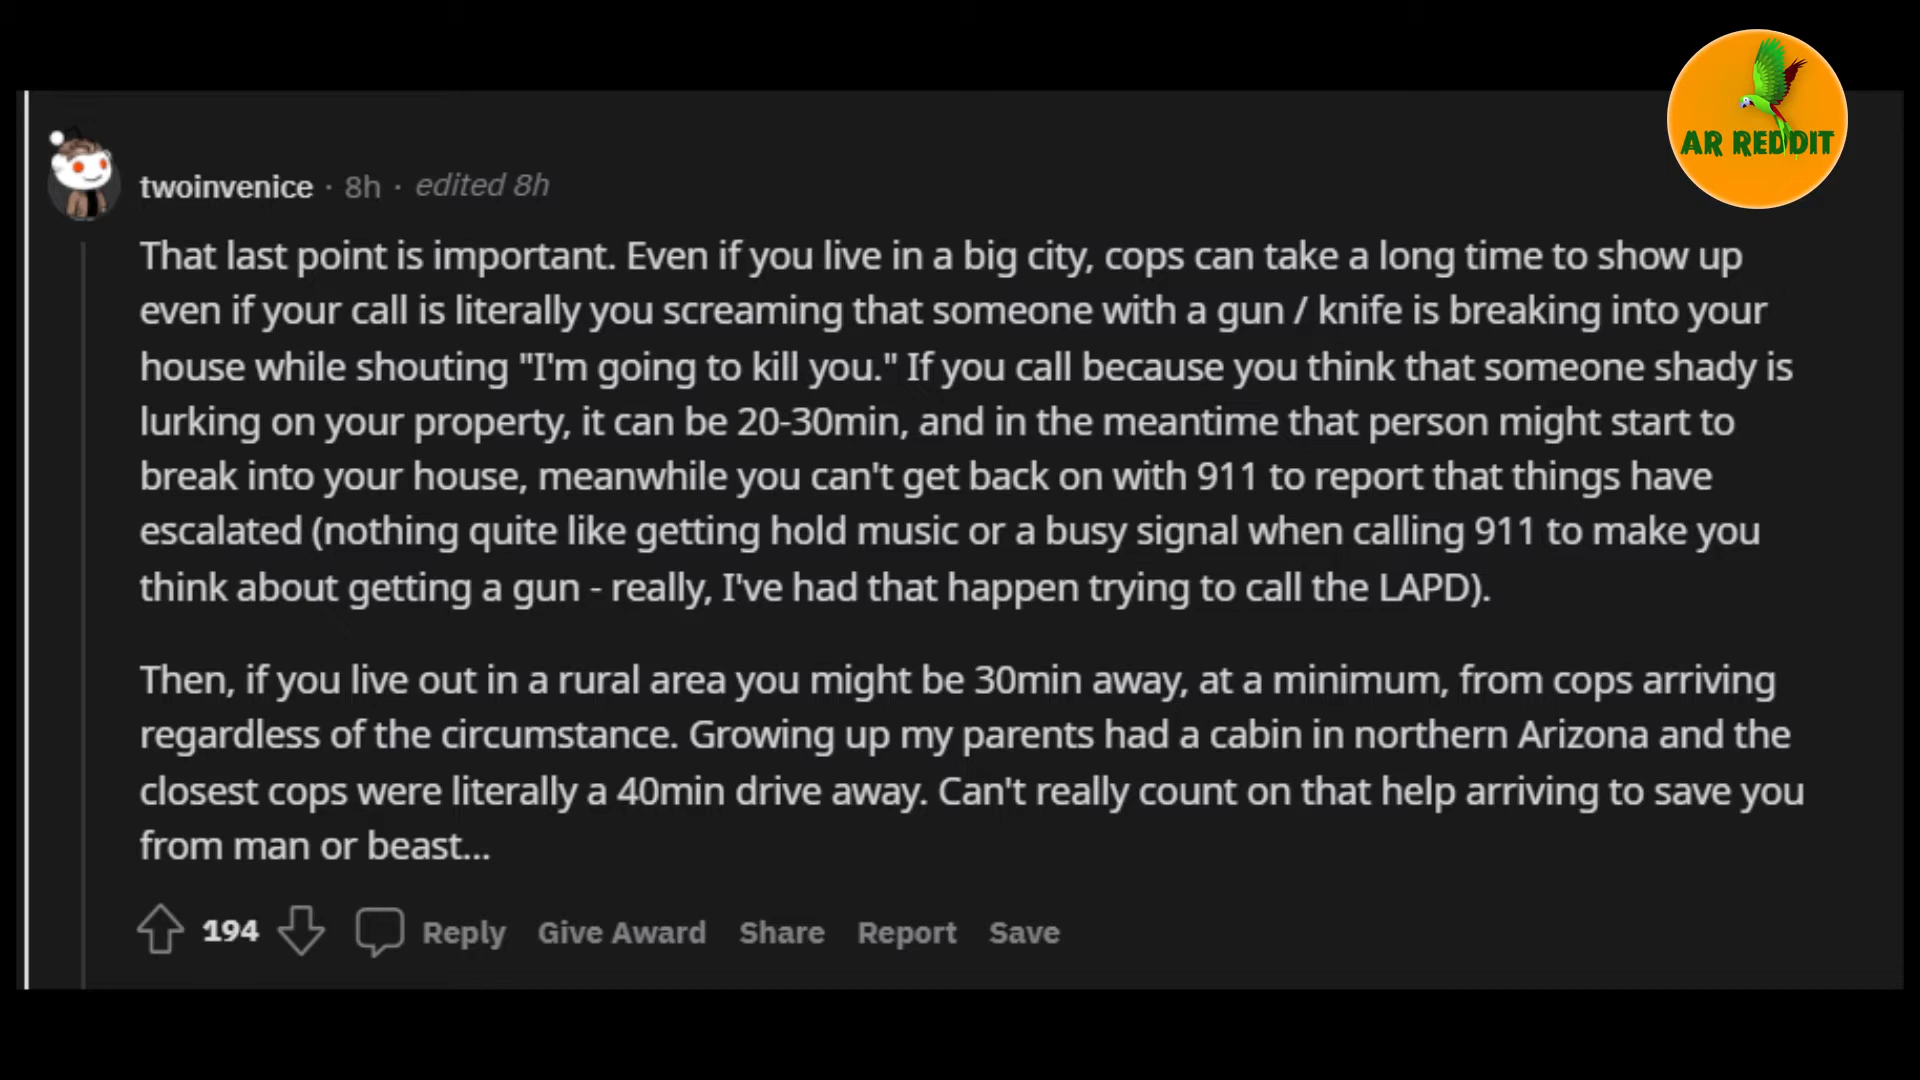 AR REDDIT
twoinvenice · 8h · edited 8h
That last point is important. Even if you live in a big city, cops can take a long time to show up
even if your call is literally you screaming that someone with a gun / knife is breaking into your
house while shouting "I'm going to kill you." If you call because you think that someone shady is
lurking on your property, it can be 20-30min, and in the meantime that person might start to
break into your house, meanwhile you can't get back on with 911 to report that things have
escalated (nothing quite like getting hold music or a busy signal when calling 911 to make you
think about getting a gun - really, I've had that happen trying to call the LAPD).
Then, if you live out in a rural area you might be 30min away, at a minimum, from cops arriving
regardless of the circumstance. Growing up my parents had a cabin in northern Arizona and the
closest cops were literally a 40min drive away. Can't really count on that help arriving to save you
from man or beast...
194 Reply Give Award Share Report Save